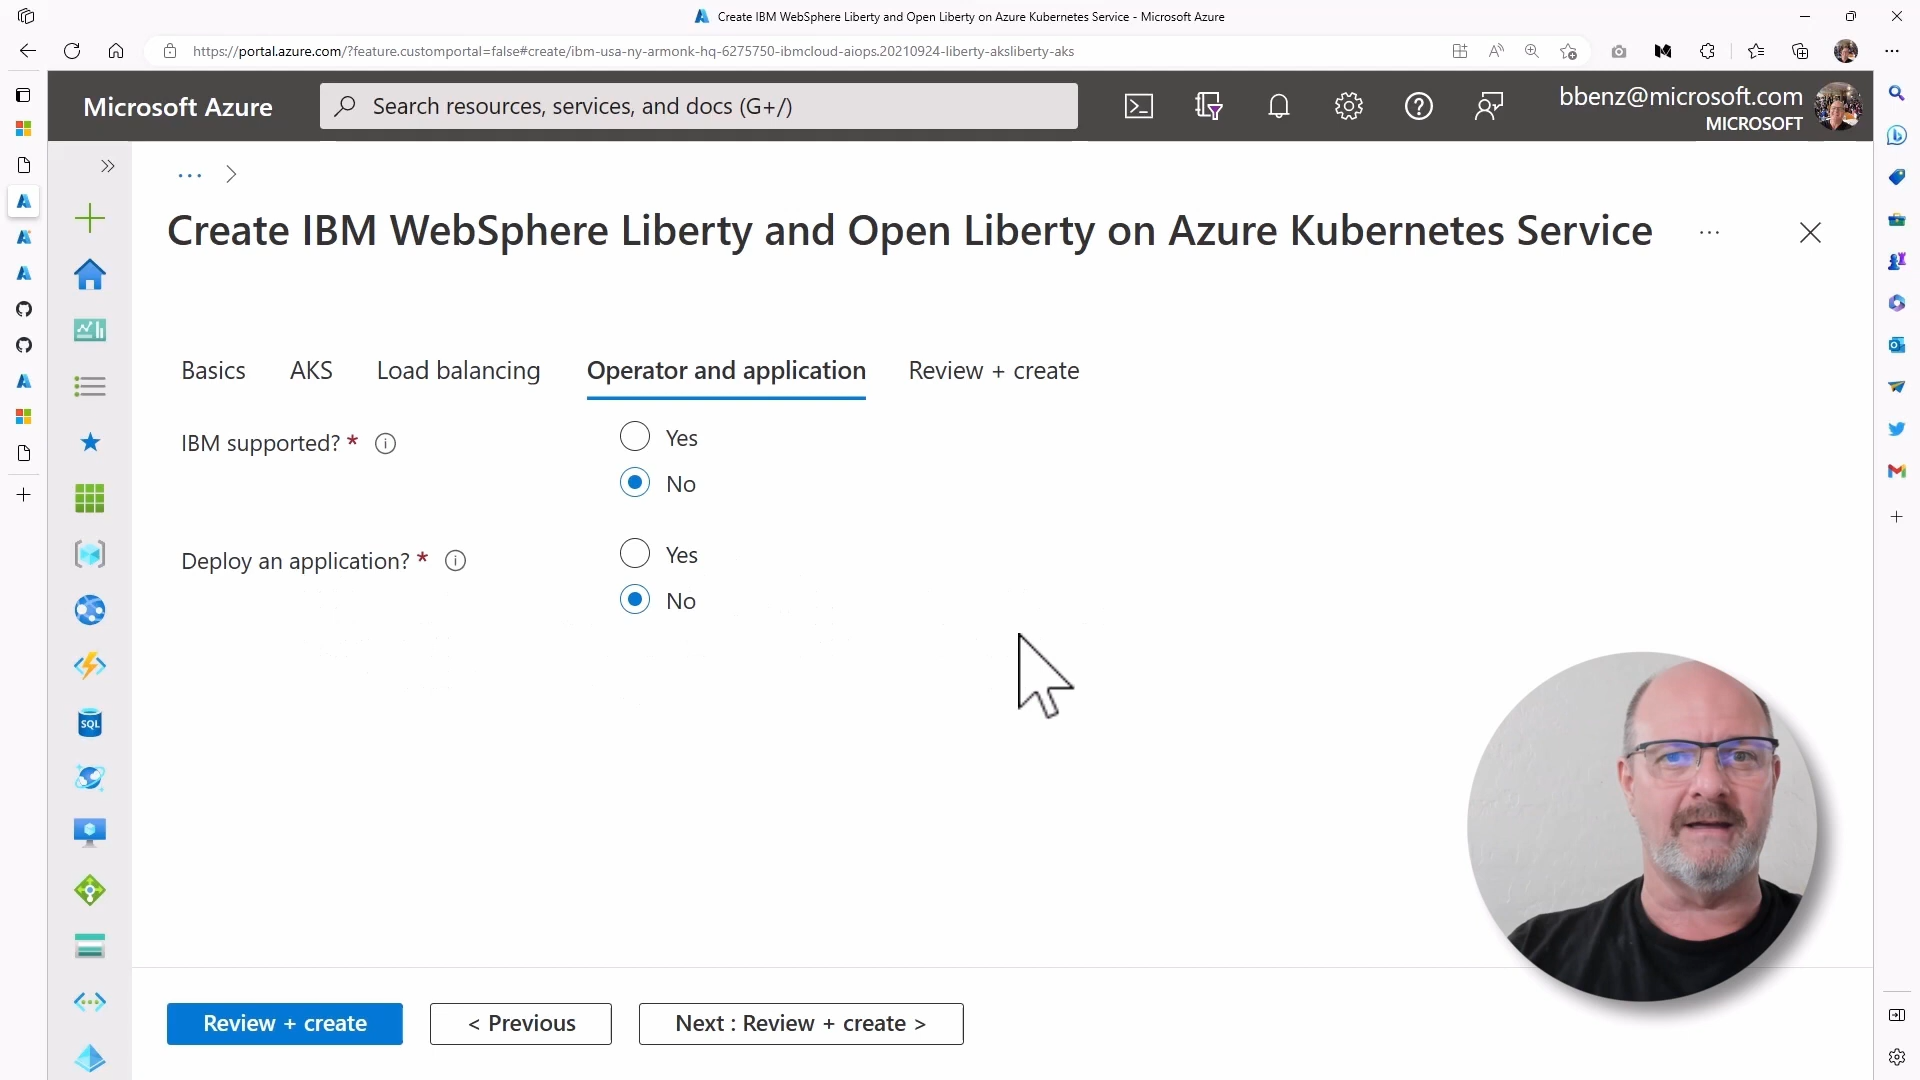 Create IBM WebSphere Liberty and Open Liberty on Azure Kubernetes Service - Microsoft Azure
https://portal.azure.com/?feature.customportal=false#create/ibm-usa-ny-armonk-hq-6275750-ibmcloud-aiops.20210924-liberty-aksliberty-aks
Microsoft Azure
Search resources, services, and docs (G+/)
bbenz@microsoft.com
MICROSOFT
Create IBM WebSphere Liberty and Open Liberty on Azure Kubernetes Service
Basics AKS Load balancing Operator and application Review + create
IBM supported? *
Yes
No
Deploy an application? *
Yes
No
SQL
Review + create < Previous Next : Review + create >